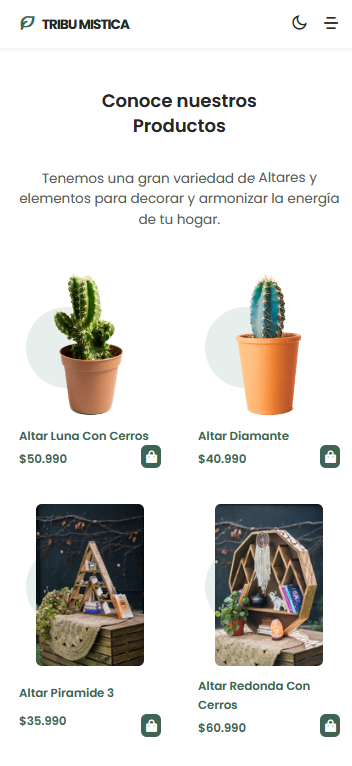 TRIBU MISTICA
Conoce nuestros
Productos
Tenemos una gran variedad de Altares y
elementos para decorar y armonizar la energía
de tu hogar.
Altar Luna Con Cerros
$50.990
Altar Diamante
$40.990
Altar Piramide 3
$35.990
Altar Redonda Con
Cerros
$60.990